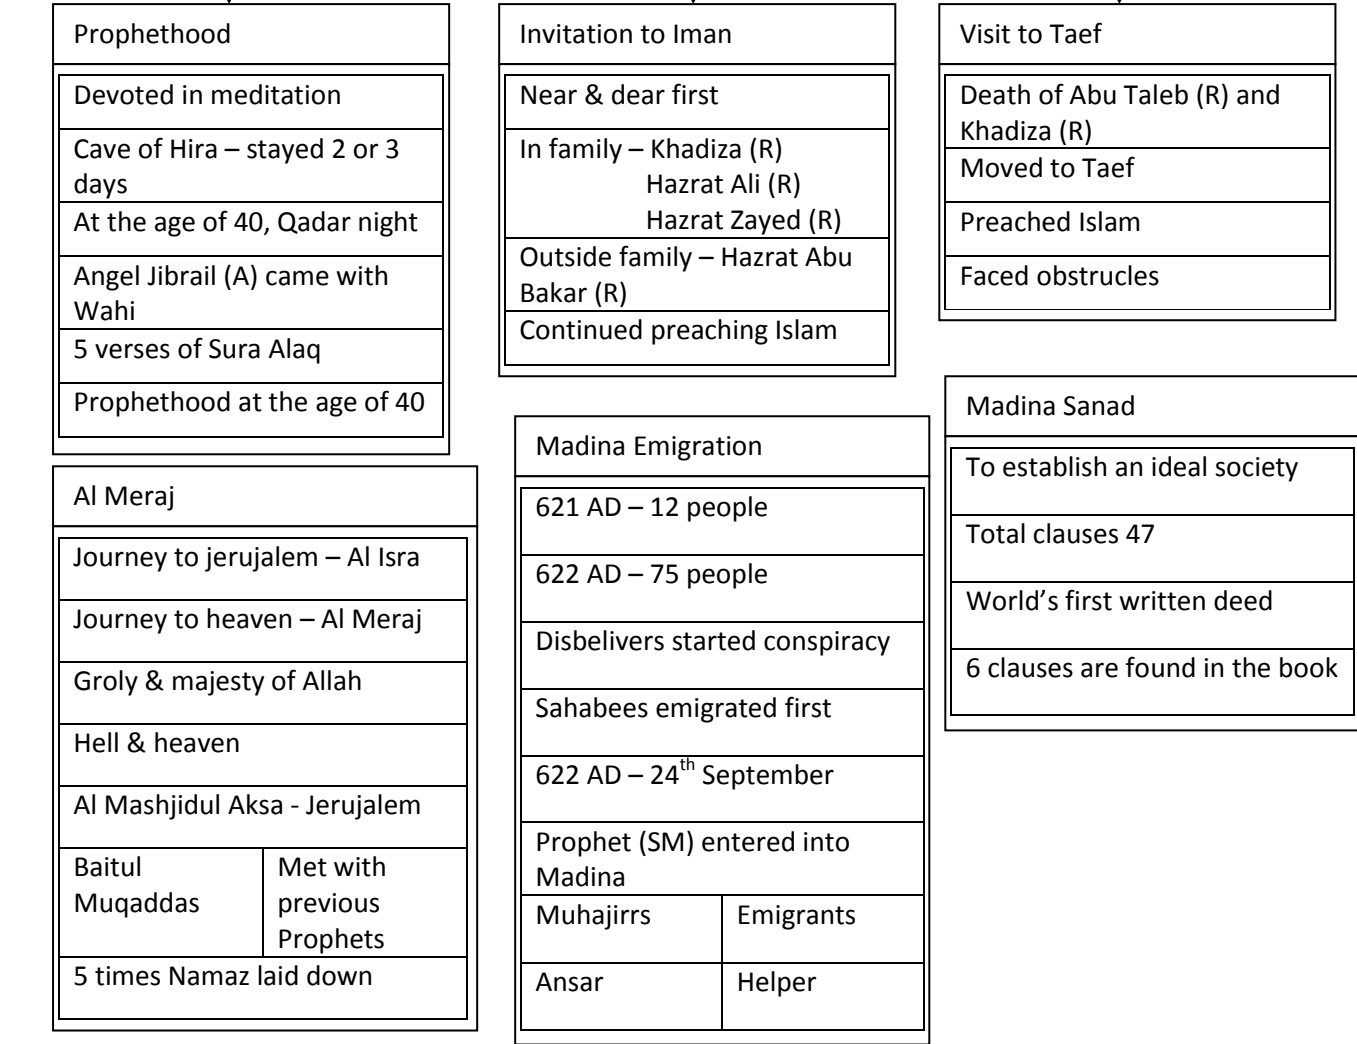 Prophethood
Devoted in meditation
Cave of Hira – stayed 2 or 3
days
At the age of 40, Qadar night
Angel Jibrail (A) came with
Wahi
5 verses of Sura Alaq
Prophethood at the age of 40
Invitation to Iman
Near & dear first
In family – Khadiza (R)
Hazrat Ali (R)
Hazrat Zayed (R)
Outside family – Hazrat Abu
Bakar (R)
Continued preaching Islam
Visit to Taef
Death of Abu Taleb (R) and
Khadiza (R)
Moved to Taef
Preached Islam
Faced obstrucles
Al Meraj
Journey to jerujalem – Al Isra
Journey to heaven – Al Meraj
Groly & majesty of Allah
Hell & heaven
Al Mashjidul Aksa - Jerujalem
Baitul
Muqaddas
Met with
previous
Prophets
5 times Namaz laid down
Madina Emigration
621 AD – 12 people
622 AD – 75 people
Disbelivers started conspiracy
Sahabees emigrated first
622 AD – 24th September
Prophet (SM) entered into
Madina
Muhajirrs
Emigrants
Ansar
Helper
Madina Sanad
To establish an ideal society
Total clauses 47
World’s first written deed
6 clauses are found in the book